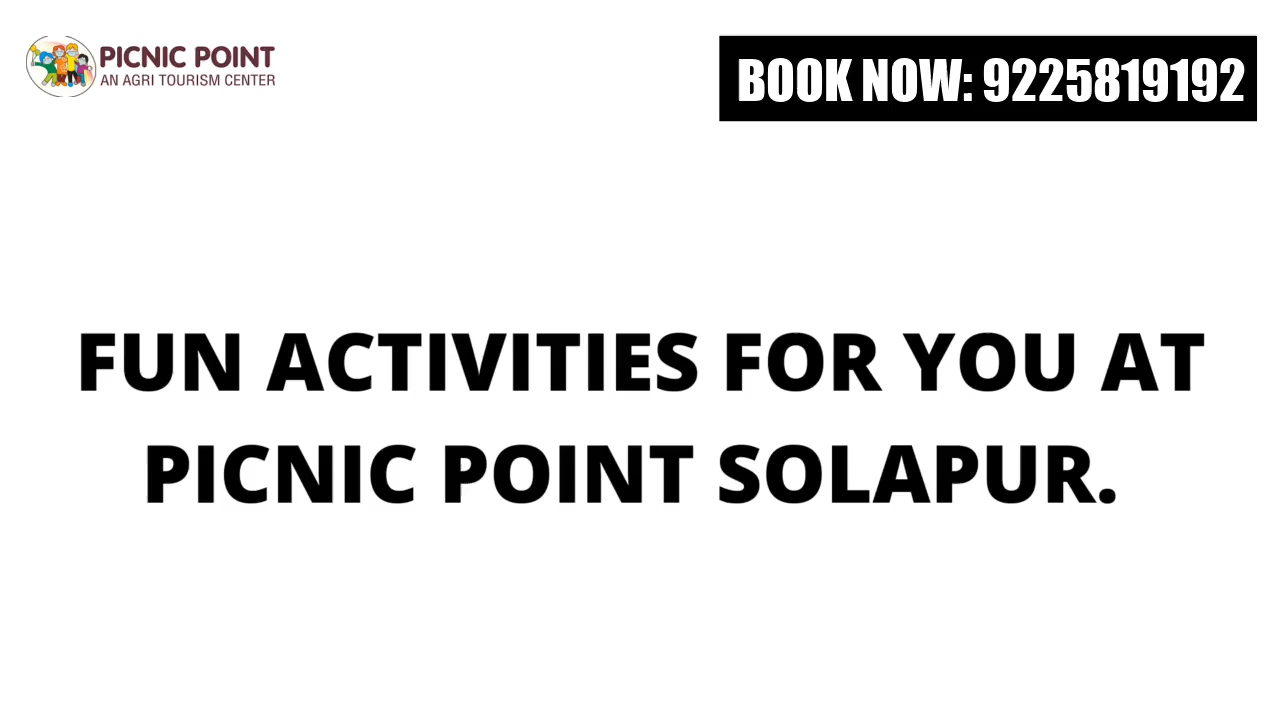 PICNIC POINT
AN AGRI TOURISM CENTER
BOOK NOW: 9225819192
FUN ACTIVITIES FOR YOU AT
PICNIC POINT SOLAPUR.